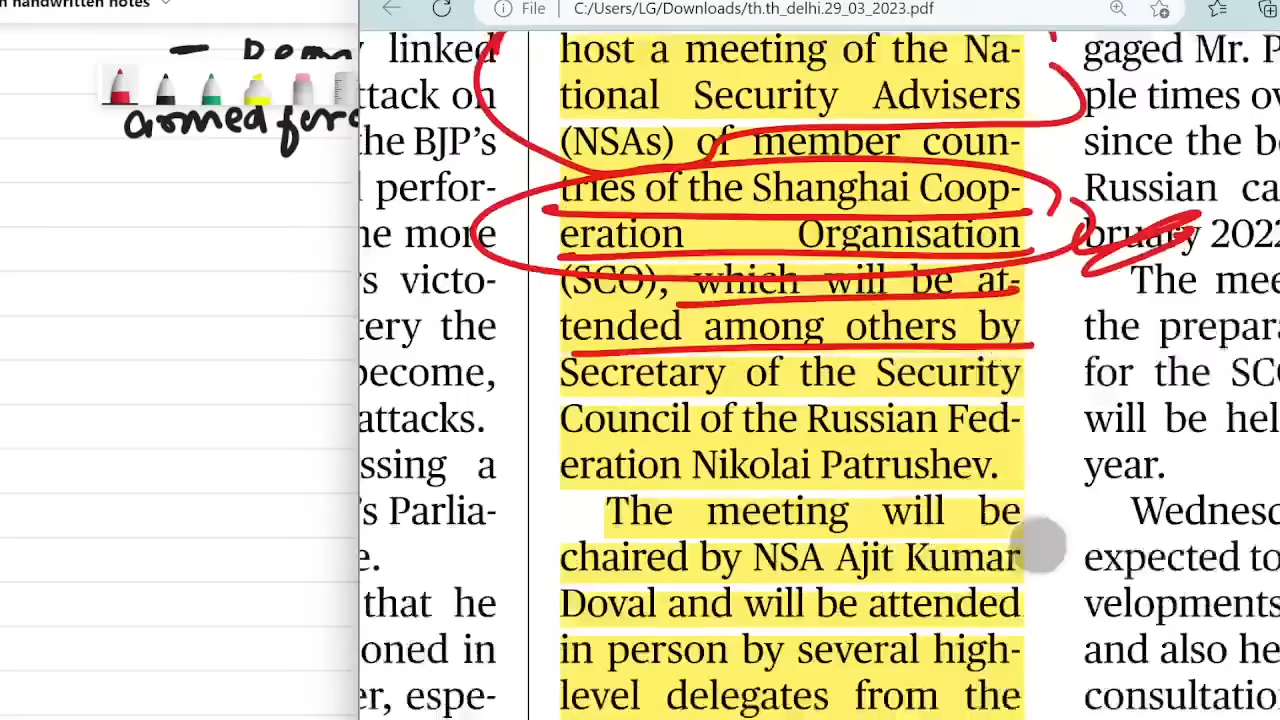 n handwritten notes
File C:/Users/LG/Downloads/th.th_delhi.29_03_2023.pdf
armed forc
linked
ttack on
the BJP's
perfor-
ne more
s victo-
tery the
become,
attacks.
ssing a
's Parlia-
e.
that he
oned in
er, espe-
host a meeting of the Na-
tional Security Advisers
(NSAs) of member coun-
tries of the Shanghai Coop-
eration Organisation
(SCO), which will be at-
tended among others by
Secretary of the Security
Council of the Russian Fed-
eration Nikolai Patrushev.
The meeting will be
chaired by NSA Ajit Kumar
Doval and will be attended
in person by several high-
level delegates from the
gaged Mr. P
ple times ov
since the be
Russian ca
bruary 2022
The mee
the prepara
for the SCO
will be hel
year.
Wednesd
expected to
velopments
and also he
consultation